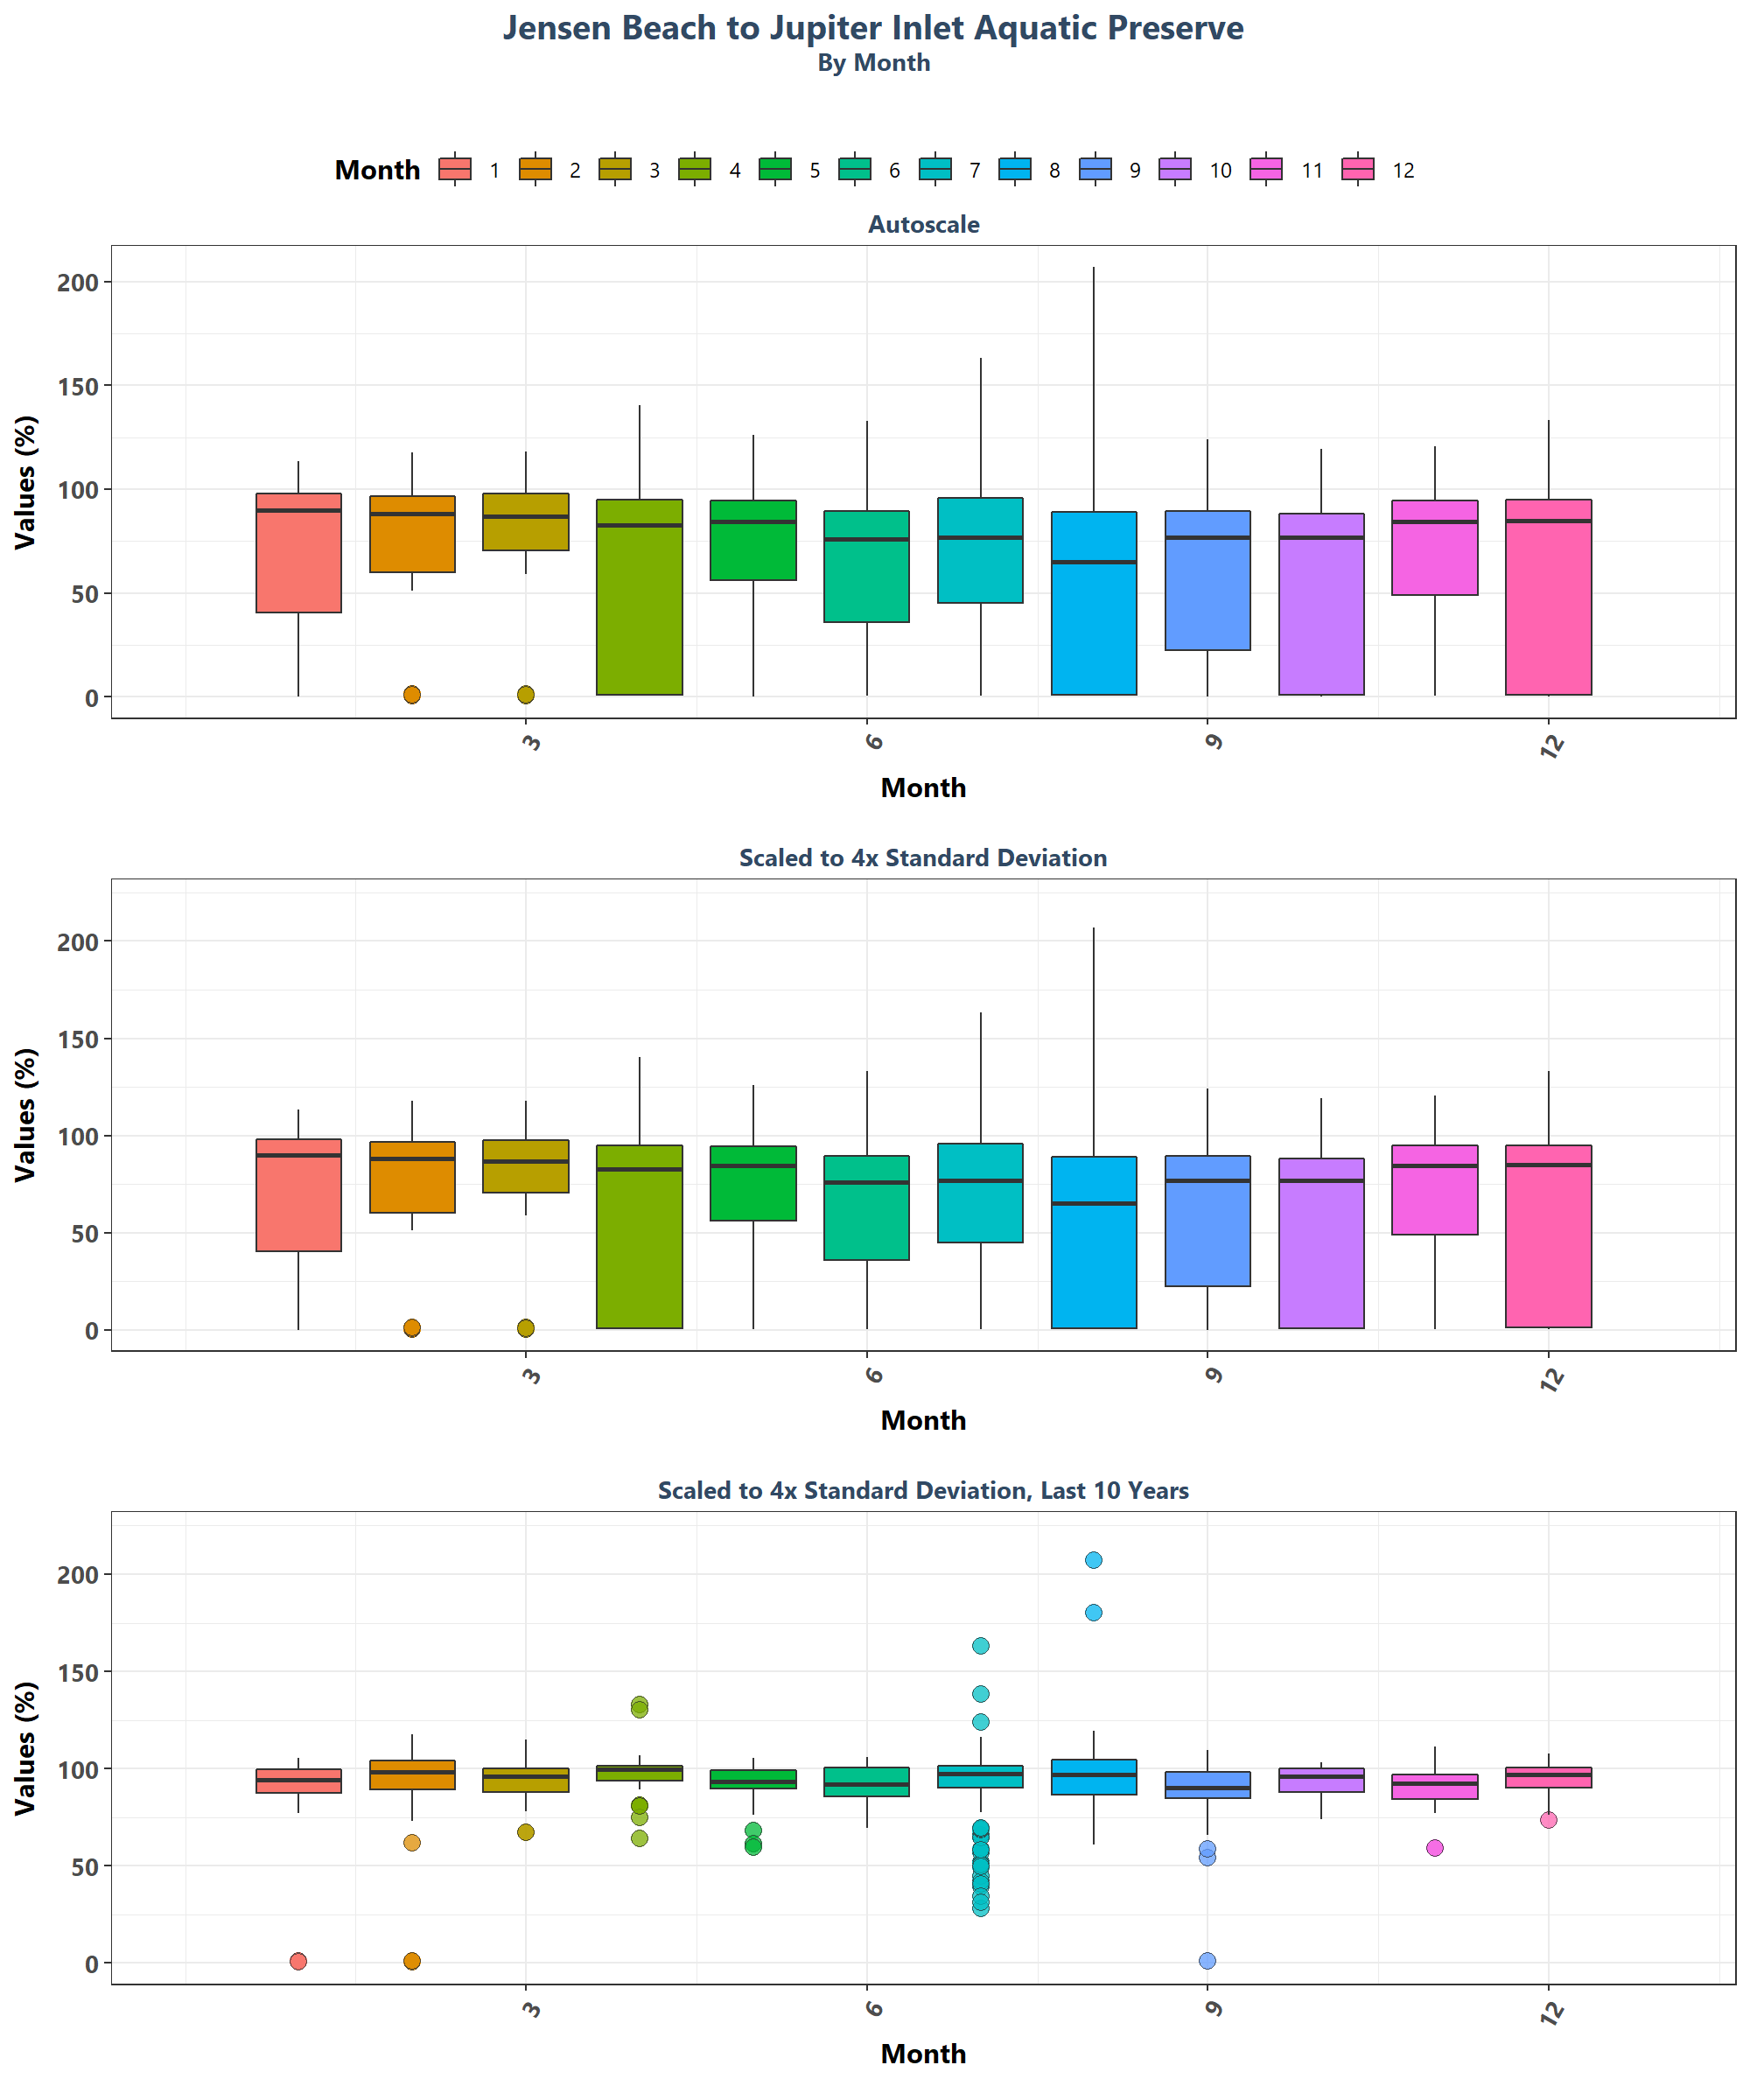 Jensen Beach to Jupiter Inlet Aquatic Preserve
By Month
Month 1 2 3 4 5 6 7 8 9 10 11 12
Autoscale
Values (%)
200
150
100
50
0
3 6 9 12
Month
Scaled to 4x Standard Deviation
Values (%)
200
150
100
50
0
3 6 9 12
Month
Scaled to 4x Standard Deviation, Last 10 Years
Values (%)
200
150
100
50
0
3 6 9 12
Month